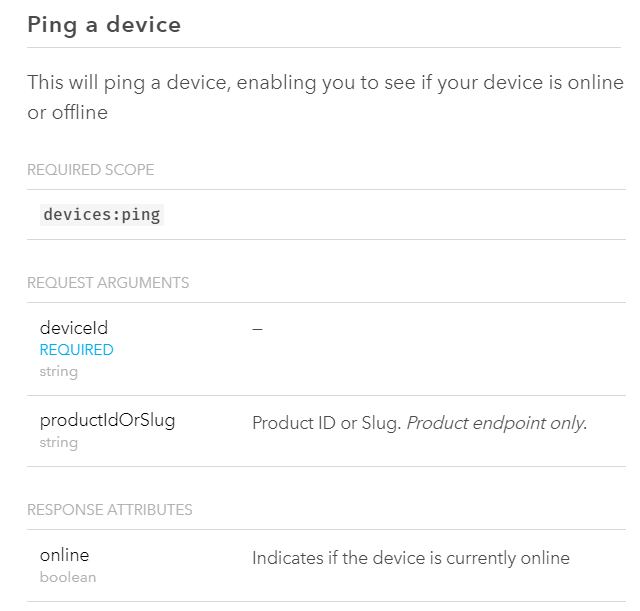 Ping a device
This will ping a device, enabling you to see if your device is online
or offline
REQUIRED SCOPE
devices:ping
REQUEST ARGUMENTS
deviceId –
REQUIRED
string
productIdOrSlug Product ID or Slug. Product endpoint only.
string
RESPONSE ATTRIBUTES
online Indicates if the device is currently online
boolean